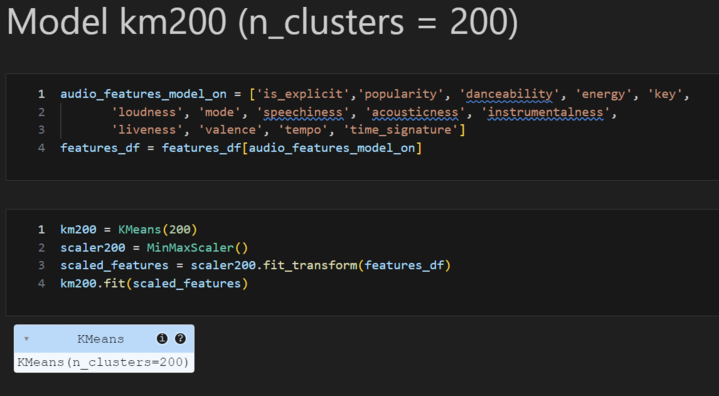 Model km200 (n_clusters = 200)
1 audio_features_model_on = ['is_explicit','popularity', 'danceability', 'energy', 'key',
2 'loudness', 'mode', 'speechiness', 'acousticness', 'instrumentalness',
3 'liveness', 'valence', 'tempo', 'time_signature']
4 features_df = features_df[audio_features_model_on]
1 km200 = KMeans(200)
2 scaler200 = MinMaxScaler()
3 scaled_features = scaler200.fit_transform(features_df)
4 km200.fit(scaled_features)
▾ KMeans i ?
KMeans(n_clusters=200)